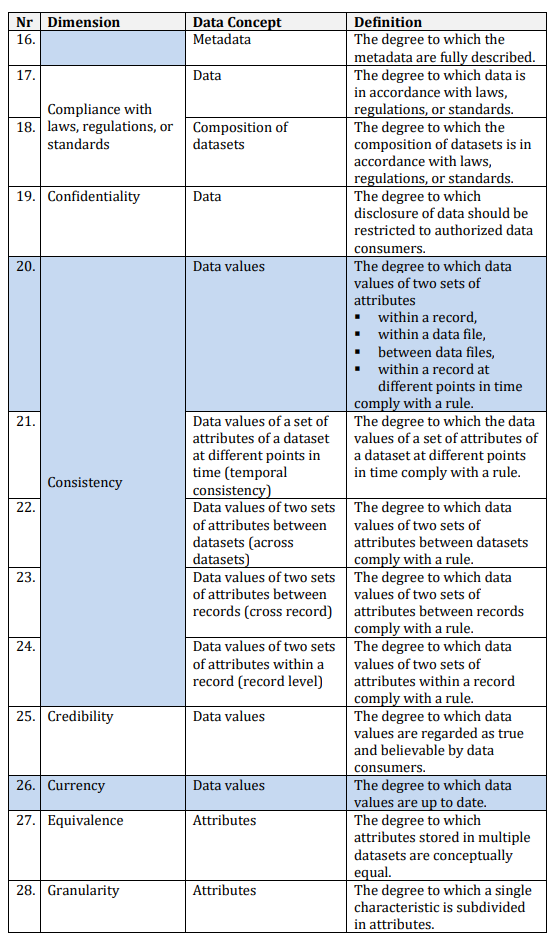 Nr Dimension Data Concept Definition
16. Metadata The degree to which the
metadata are fully described.
17. Data The degree to which data is
in accordance with laws,
regulations, or standards.
Compliance with
laws, regulations, or
standards
18. Composition of
datasets
The degree to which the
composition of datasets is in
accordance with laws,
regulations, or standards.
19. Confidentiality Data The degree to which
disclosure of data should be
restricted to authorized data
consumers.
20. Data values The degree to which data
values of two sets of
attributes
▪ within a record,
▪ within a data file,
▪ between data files,
▪ within a record at
different points in time
comply with a rule.
Consistency
21. Data values of a set of
attributes of a dataset
at different points in
time (temporal
consistency)
The degree to which the data
values of a set of attributes of
a dataset at different points
in time comply with a rule.
22. Data values of two sets
of attributes between
datasets (across
datasets)
The degree to which data
values of two sets of
attributes between datasets
comply with a rule.
23. Data values of two sets
of attributes between
records (cross record)
The degree to which data
values of two sets of
attributes between records
comply with a rule.
24. Data values of two sets
of attributes within a
record (record level)
The degree to which data
values of two sets of
attributes within a record
comply with a rule.
25. Credibility Data values The degree to which data
values are regarded as true
and believable by data
consumers.
26. Currency Data values The degree to which data
values are up to date.
27. Equivalence Attributes The degree to which
attributes stored in multiple
datasets are conceptually
equal.
28. Granularity Attributes The degree to which a single
characteristic is subdivided
in attributes.